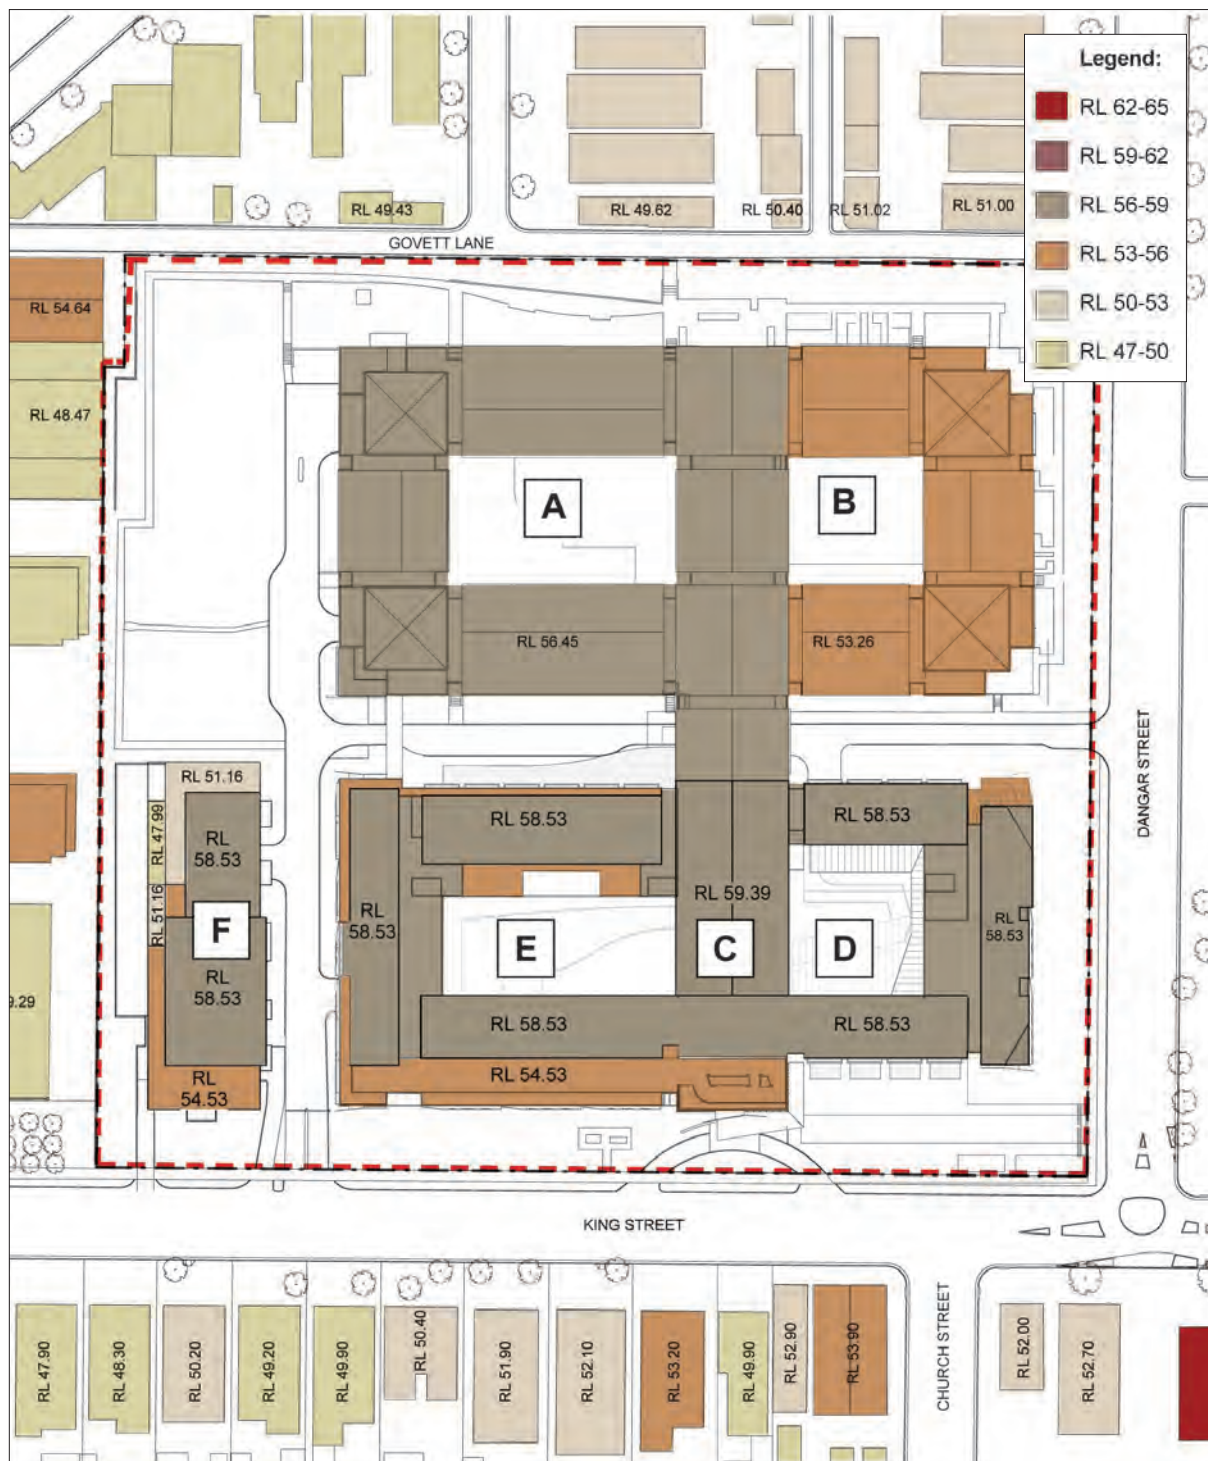 Legend:
RL 62-65
RL 59-62
RL 56-59
RL 53-56
RL 50-53
RL 47-50
RL 49.43
RL 49.62
RL 50.40
RL 51.02
RL 51.00
GOVETT LANE
RL 54.64
RL 48.47
A
B
RL 56.45
RL 53.26
DANGAR STREET
RL 51.16
RL 47.99
RL
58.53
RL 51.16
F
RL
58.53
RL
54.53
RL 58.53
RL 58.53
RL 59.39
RL
58.53
RL
58.53
E
C
D
RL 58.53
RL 58.53
RL 54.53
9.29
KING STREET
CHURCH STREET
RL 47.90
RL 48.30
RL 50.20
RL 49.20
RL 49.90
RL 50.40
RL 51.90
RL 52.10
RL 53.20
RL 49.90
RL 52.90
RL 53.90
RL 52.00
RL 52.70